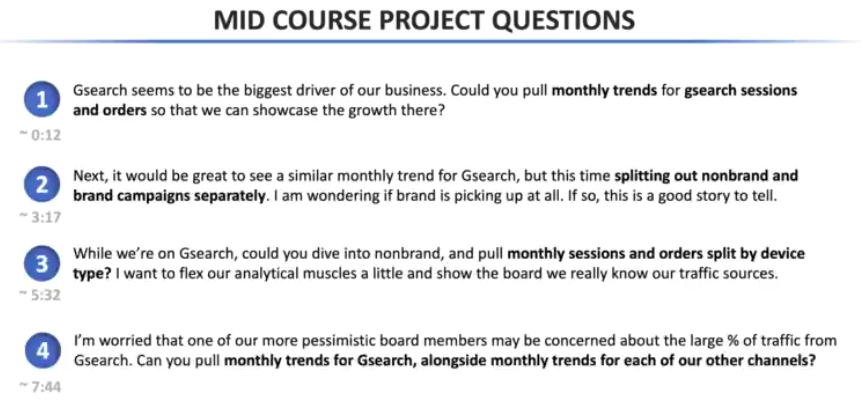 MID COURSE PROJECT QUESTIONS
1
Gsearch seems to be the biggest driver of our business. Could you pull monthly trends for gsearch sessions
and orders so that we can showcase the growth there?
~ 0:12
2
Next, it would be great to see a similar monthly trend for Gsearch, but this time splitting out nonbrand and
brand campaigns separately. I am wondering if brand is picking up at all. If so, this is a good story to tell.
~ 3:17
3
While we're on Gsearch, could you dive into nonbrand, and pull monthly sessions and orders split by device
type? I want to flex our analytical muscles a little and show the board we really know our traffic sources.
~ 5:32
4
I'm worried that one of our more pessimistic board members may be concerned about the large % of traffic from
Gsearch. Can you pull monthly trends for Gsearch, alongside monthly trends for each of our other channels?
~ 7:44